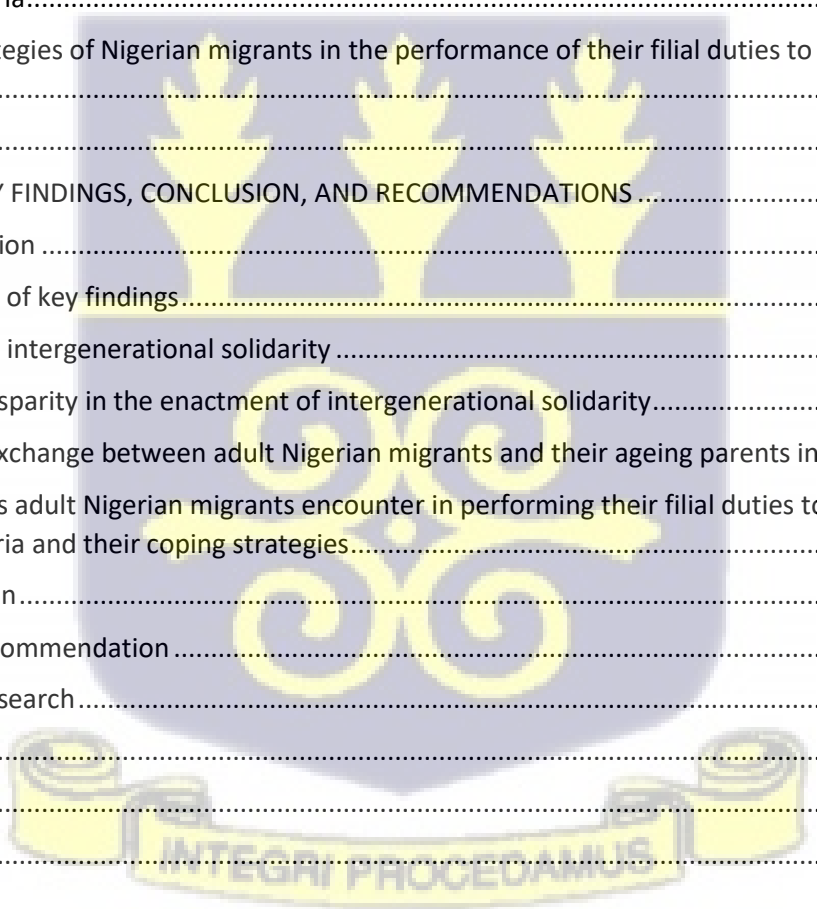 ia..........
tegies of Nigerian migrants in the performance of their filial duties to
..........
..........
Y FINDINGS, CONCLUSION, AND RECOMMENDATIONS ..........
ion ..........
of key findings ..........
intergenerational solidarity ..........
sparity in the enactment of intergenerational solidarity ..........
xchange between adult Nigerian migrants and their ageing parents in
s adult Nigerian migrants encounter in performing their filial duties to
ria and their coping strategies ..........
n ..........
commendation ..........
search ..........
..........
..........
..........
INTEGRI PROCEDAMUS